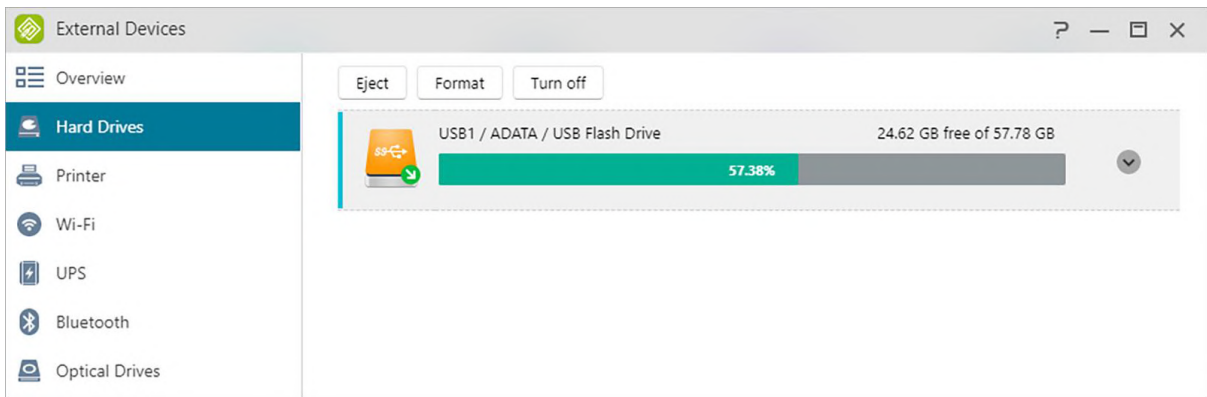 External Devices
Overview
Hard Drives
Printer
Wi-Fi
UPS
Bluetooth
Optical Drives
Eject Format Turn off
USB1 / ADATA / USB Flash Drive 24.62 GB free of 57.78 GB
57.38%